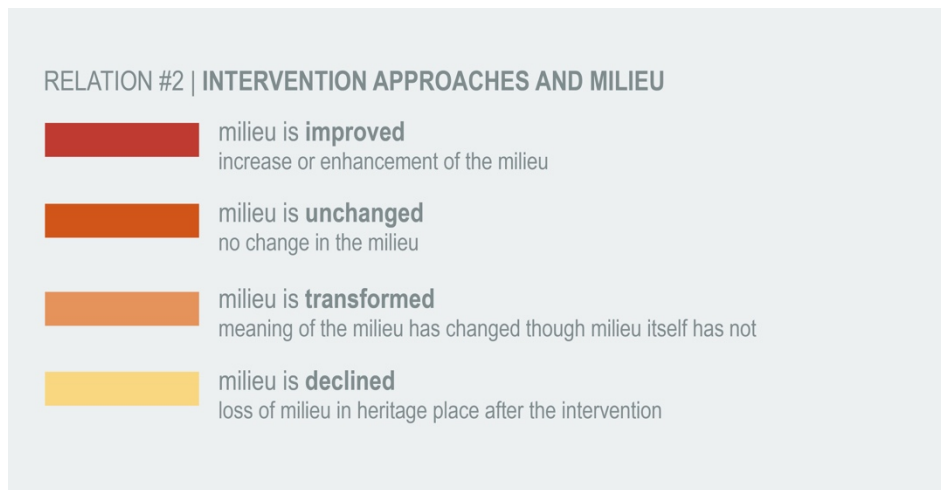 RELATION #2 | INTERVENTION APPROACHES AND MILIEU
milieu is improved
increase or enhancement of the milieu
milieu is unchanged
no change in the milieu
milieu is transformed
meaning of the milieu has changed though milieu itself has not
milieu is declined
loss of milieu in heritage place after the intervention